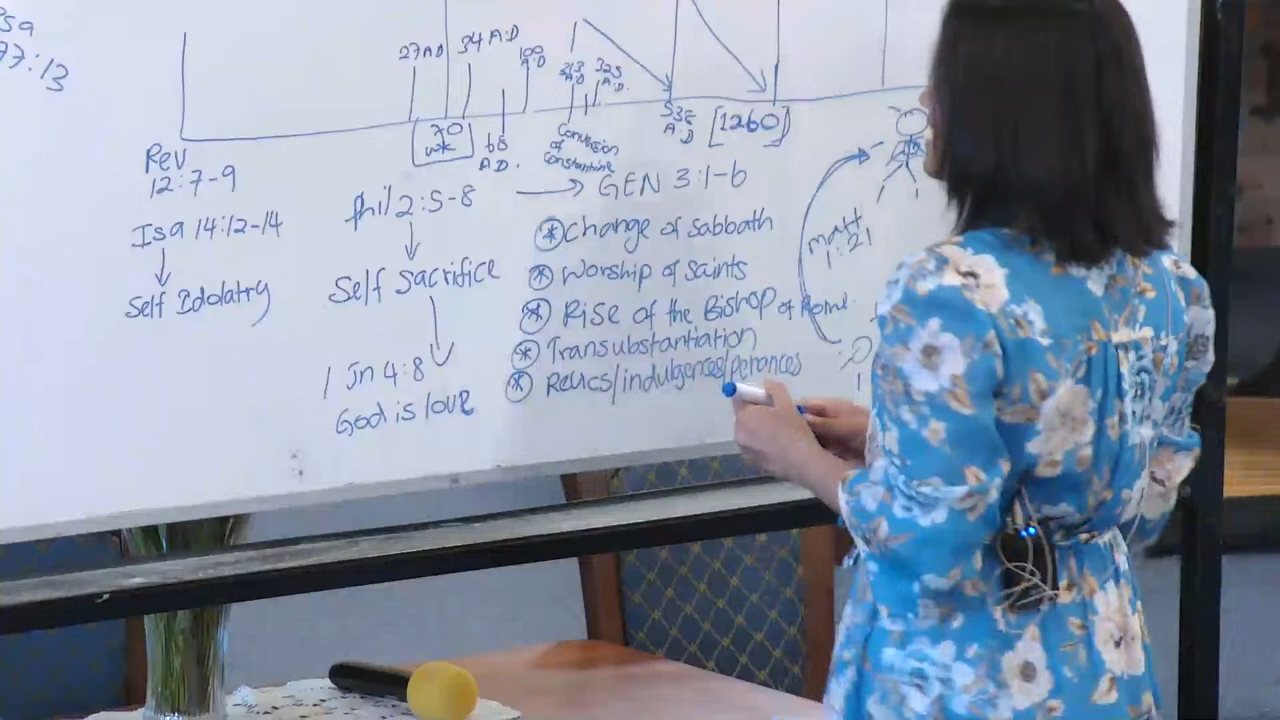 77:13
27 AD
34 A.D
100 A.D
313 A.D
325 A.D.
70 wk
68 A.D.
Conversion of Constantine
538 A.D
[1260]
Rev 12:7-9
Isa 14:12-14
Self Idolatry
phil 2:5-8
Self Sacrifice
1 Jn 4:8
God is love
GEN 3:1-6
Change of Sabbath
Worship of Saints
Rise of the Bishop of Rome.
Transubstantiation
Relics/indulgences/penances
matt 1:21